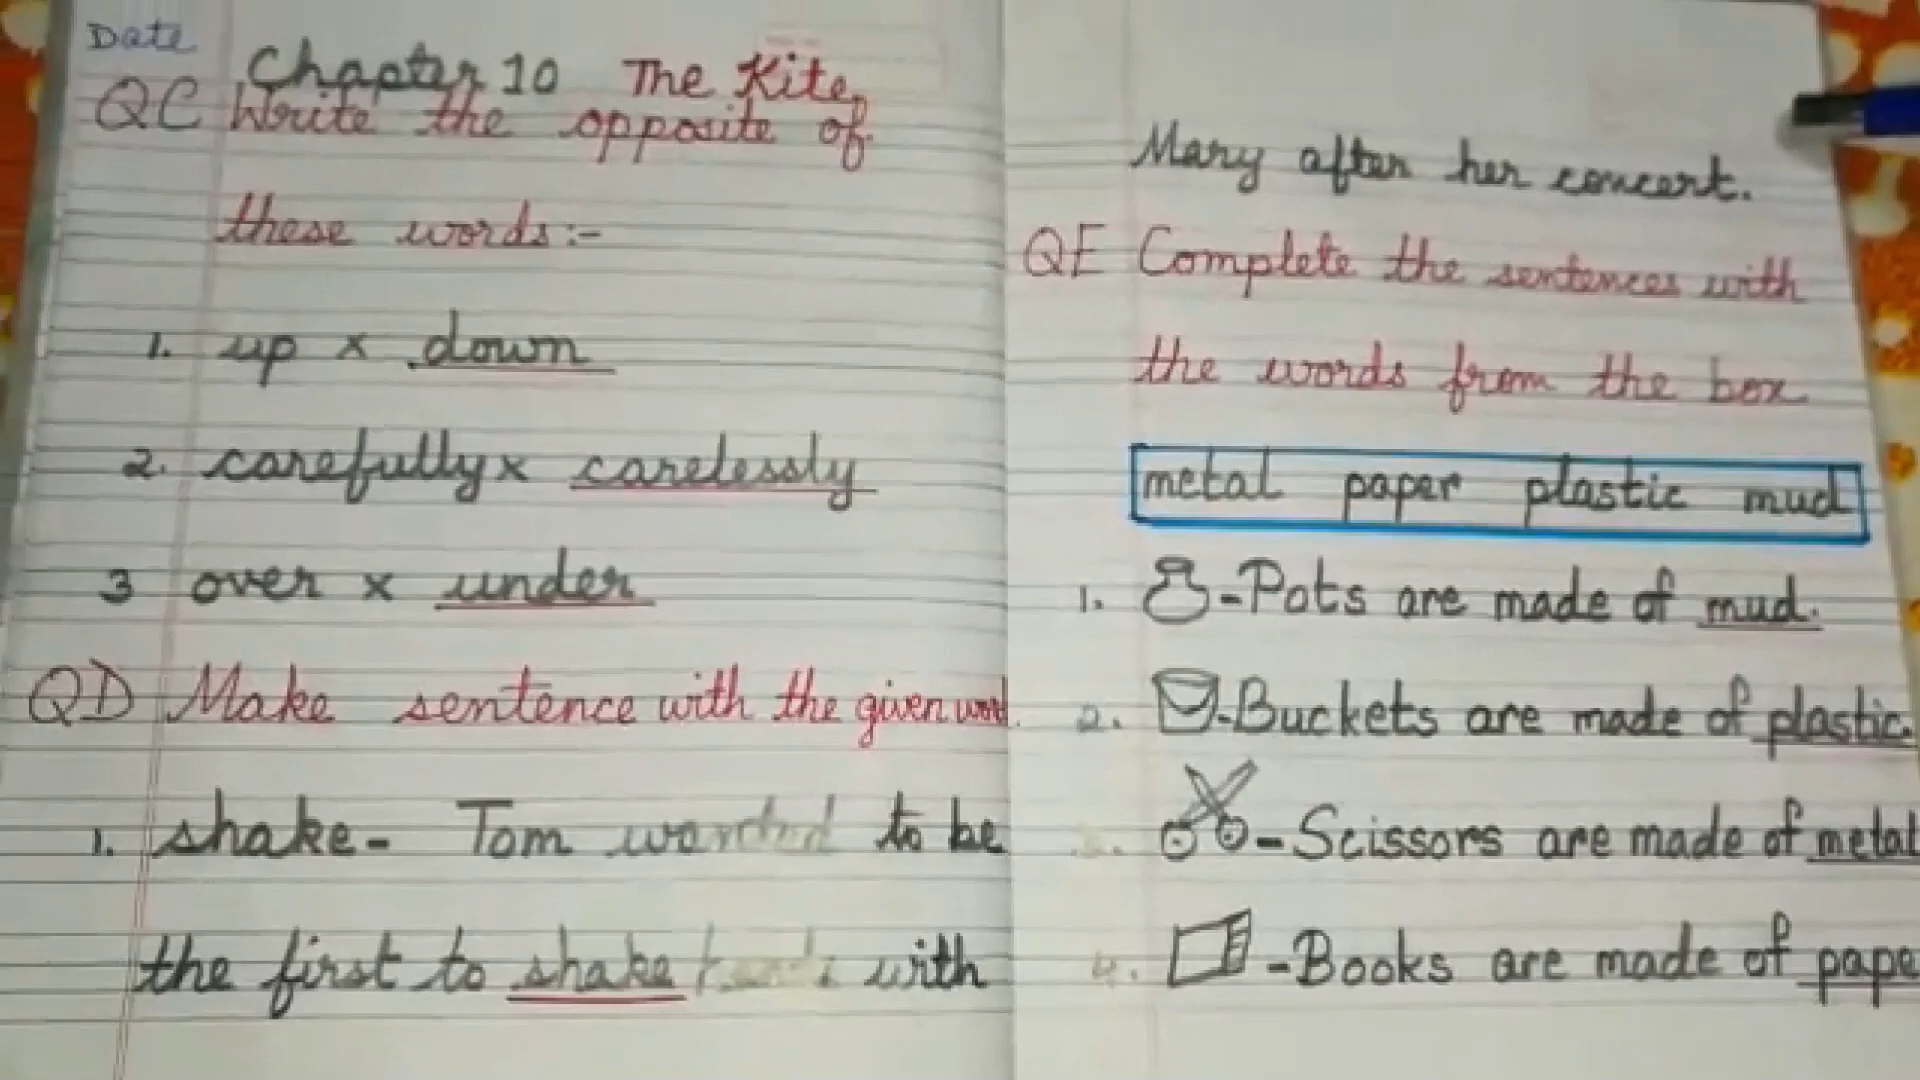 Date
Chapter 10 The Kite
QC Write the opposite of
these words:-
1. up x down
2. carefully x carelessly
3 over x under
QD Make sentence with the given word.
1. shake- Tom wanted to be
the first to shake hands with
Mary after her concert.
QE Complete the sentences with
the words from the box
metal paper plastic mud
1. -Pots are made of mud.
2. -Buckets are made of plastic.
3. -Scissors are made of metal
4. -Books are made of pape